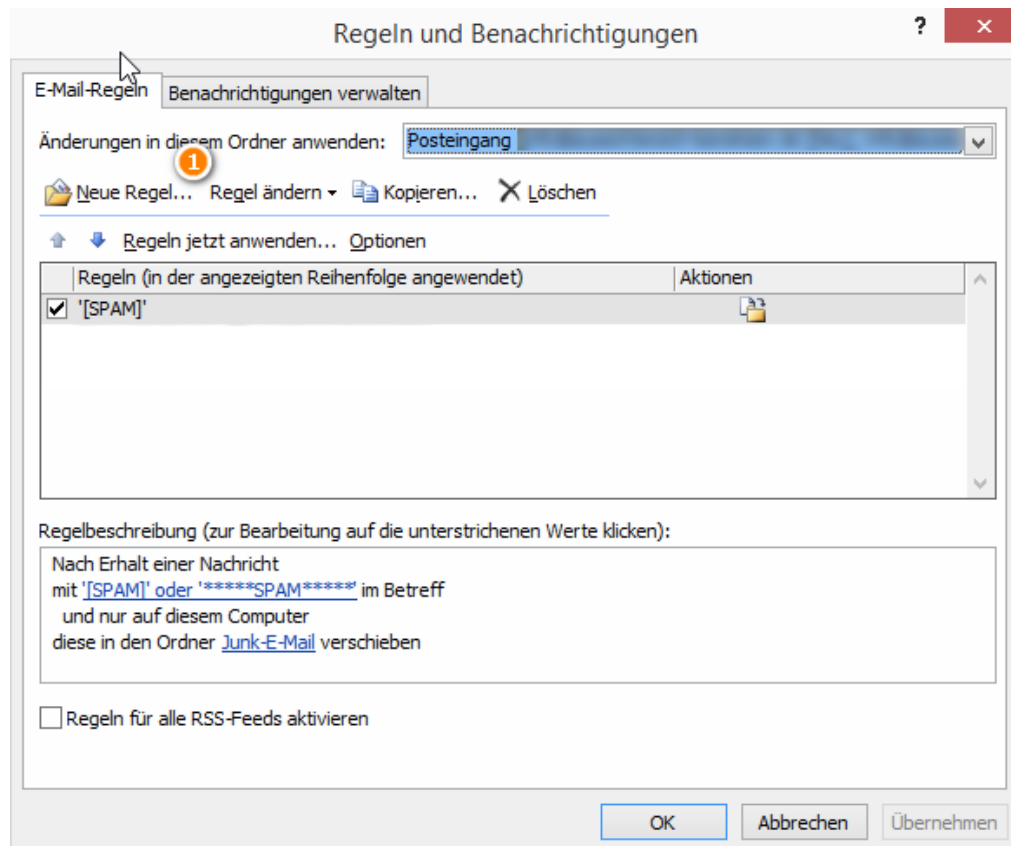 Regeln und Benachrichtigungen
?
E-Mail-Regeln Benachrichtigungen verwalten
Änderungen in diesem Ordner anwenden: Posteingang
1
Neue Regel... Regel ändern Kopieren... Löschen
Regeln jetzt anwenden... Optionen
Regeln (in der angezeigten Reihenfolge angewendet) Aktionen
'[SPAM]'
Regelbeschreibung (zur Bearbeitung auf die unterstrichenen Werte klicken):
Nach Erhalt einer Nachricht
mit '[SPAM]' oder '*****SPAM*****' im Betreff
und nur auf diesem Computer
diese in den Ordner Junk-E-Mail verschieben
Regeln für alle RSS-Feeds aktivieren
OK Abbrechen Übernehmen